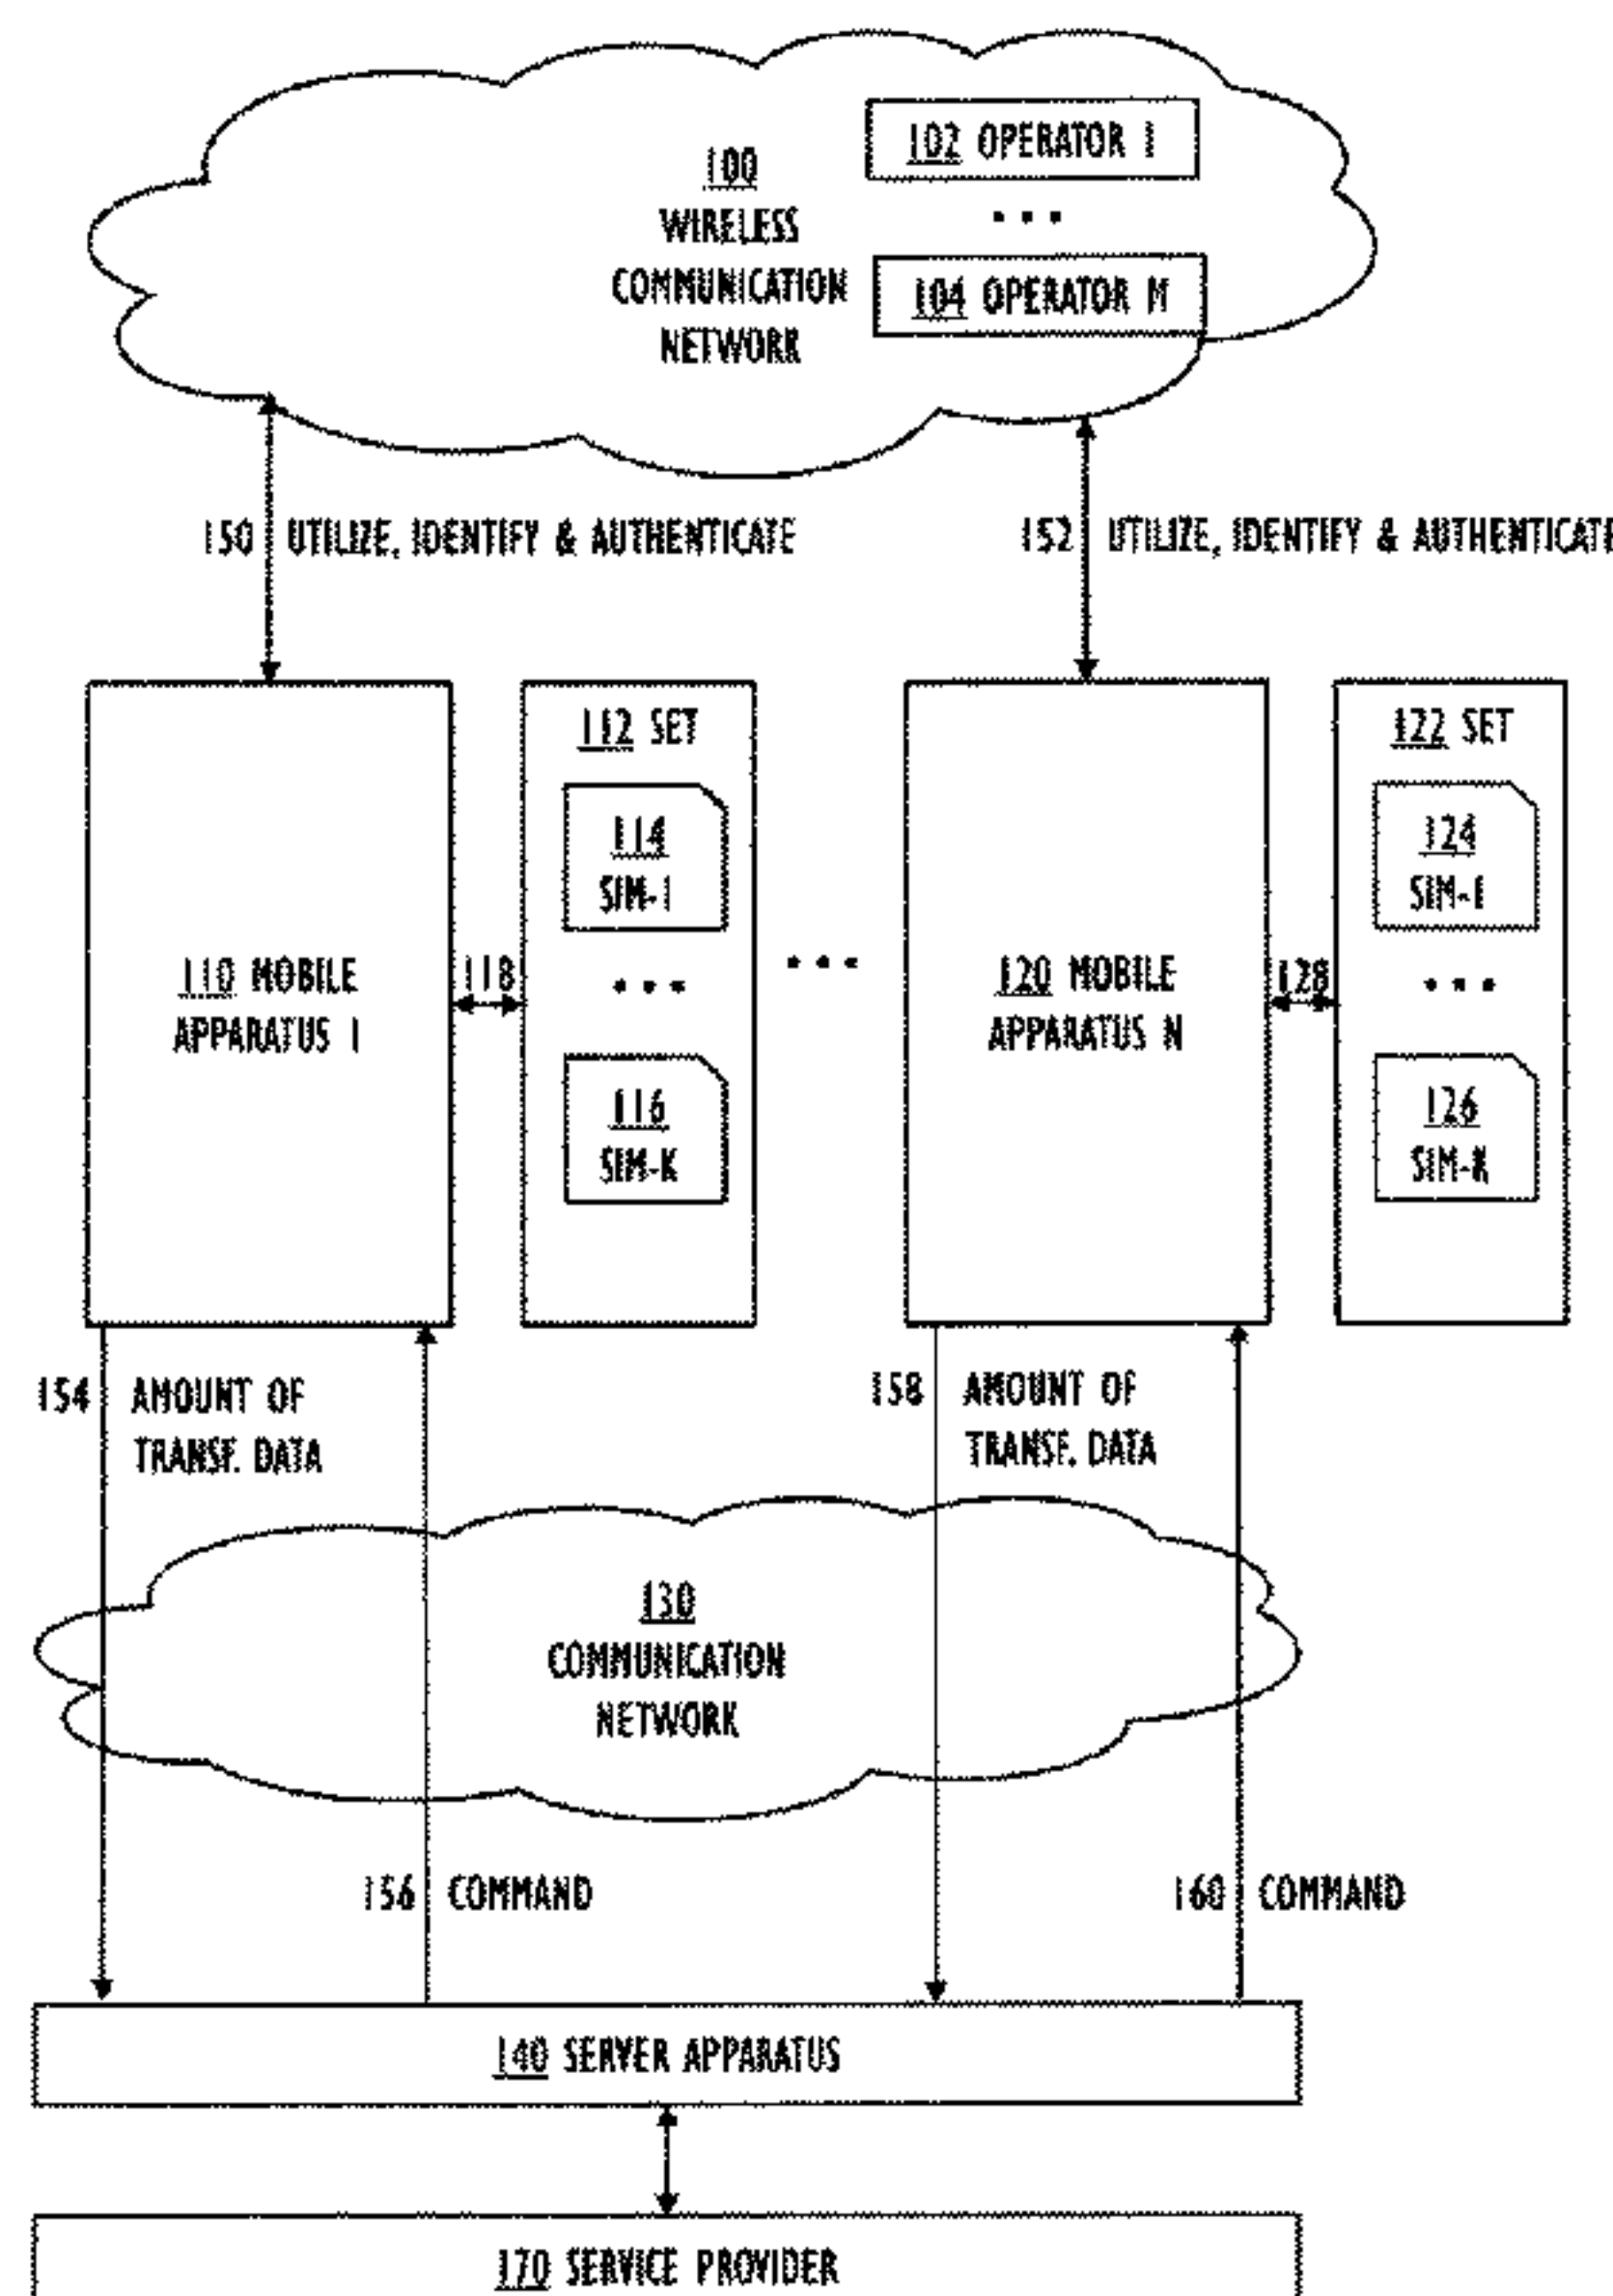 102 OPERATOR 1
100
WIRELESS
COMMUNICATION
NETWORK
...
104 OPERATOR M
150 UTILIZE, IDENTIFY & AUTHENTICATE
152 UTILIZE, IDENTIFY & AUTHENTICATE
112 SET
114
SIM-1
...
116
SIM-K
110 MOBILE
APPARATUS 1
118
...
122 SET
124
SIM-1
...
126
SIM-K
120 MOBILE
APPARATUS N
128
154 AMOUNT OF
TRANSF. DATA
158 AMOUNT OF
TRANSF. DATA
130
COMMUNICATION
NETWORK
156 COMMAND
160 COMMAND
140 SERVER APPARATUS
170 SERVICE PROVIDER